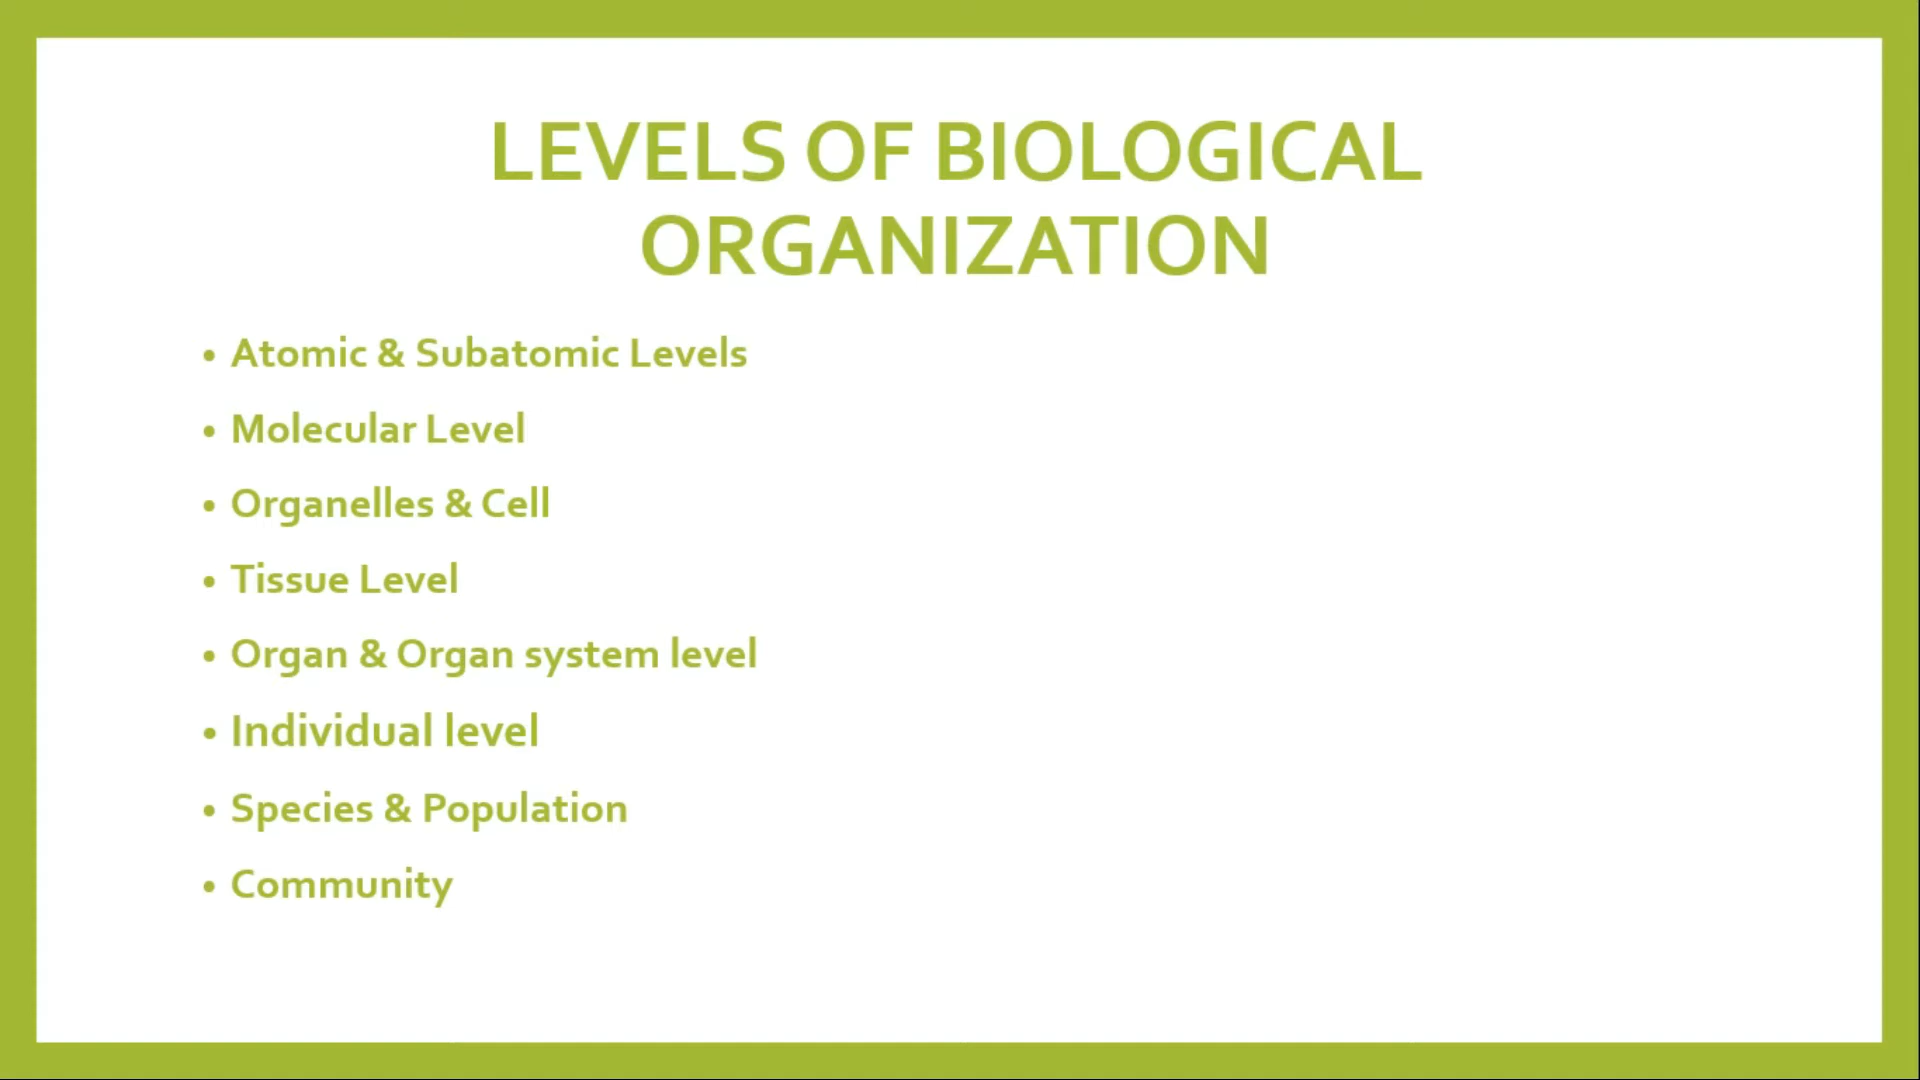 LEVELS OF BIOLOGICAL
ORGANIZATION
• Atomic & Subatomic Levels
• Molecular Level
• Organelles & Cell
• Tissue Level
• Organ & Organ system level
• Individual level
• Species & Population
• Community